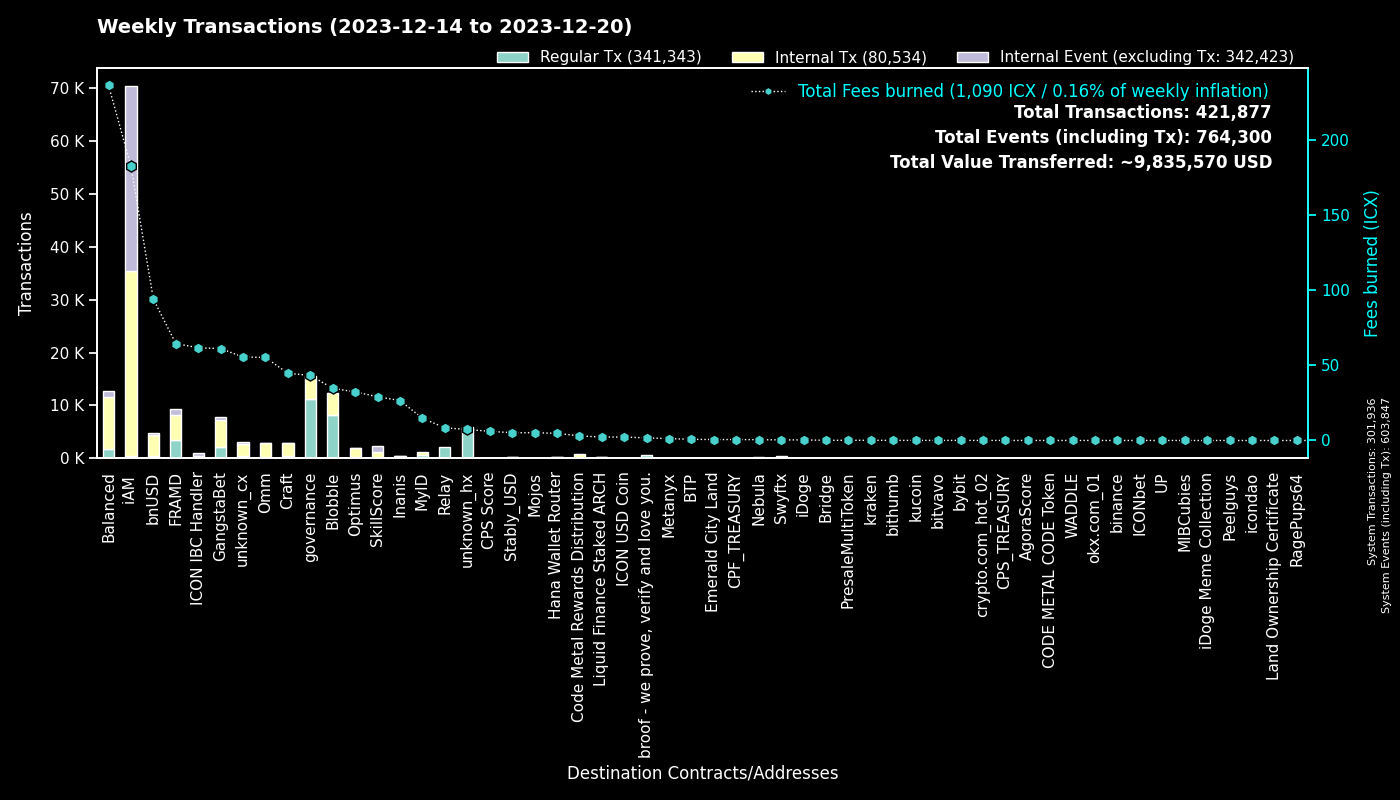 Weekly Transactions (2023-12-14 to 2023-12-20)
Regular Tx (341,343)
Internal Tx (80,534)
Internal Event (excluding Tx: 342,423)
Total Fees burned (1,090 ICX / 0.16% of weekly inflation)
Total Transactions: 421,877
Total Events (including Tx): 764,300
Total Value Transferred: ~9,835,570 USD
Transactions
70 K
60 K
50 K
40 K
30 K
20 K
10 K
0 K
200
150
100
50
0
Fees burned (ICX)
System Transactions: 301,936
System Events (including Tx): 603,847
Balanced
iAM
bnUSD
FRAMD
ICON IBC Handler
GangstaBet
unknown_cx
Omm
Craft
governance
Blobble
Optimus
SkillScore
Inanis
MyID
Relay
unknown_hx
CPS Score
Stably_USD
Mojos
Hana Wallet Router
Code Metal Rewards Distribution
Liquid Finance Staked ARCH
ICON USD Coin
broof - we prove, verify and love you.
Metanyx
BTP
Emerald City Land
CPF_TREASURY
Nebula
Swyftx
iDoge
Bridge
PresaleMultiToken
kraken
bithumb
kucoin
bitvavo
bybit
crypto.com_hot_02
CPS_TREASURY
AgoraScore
CODE METAL CODE Token
WADDLE
okx.com_01
binance
ICONbet
UP
MIBCubies
iDoge Meme Collection
Peelguys
icondao
Land Ownership Certificate
RagePups64
Destination Contracts/Addresses